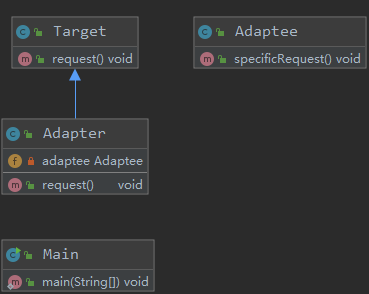 Target
request() void
Adaptee
specificRequest() void
Adapter
adaptee Adaptee
request() void
Main
main(String[]) void